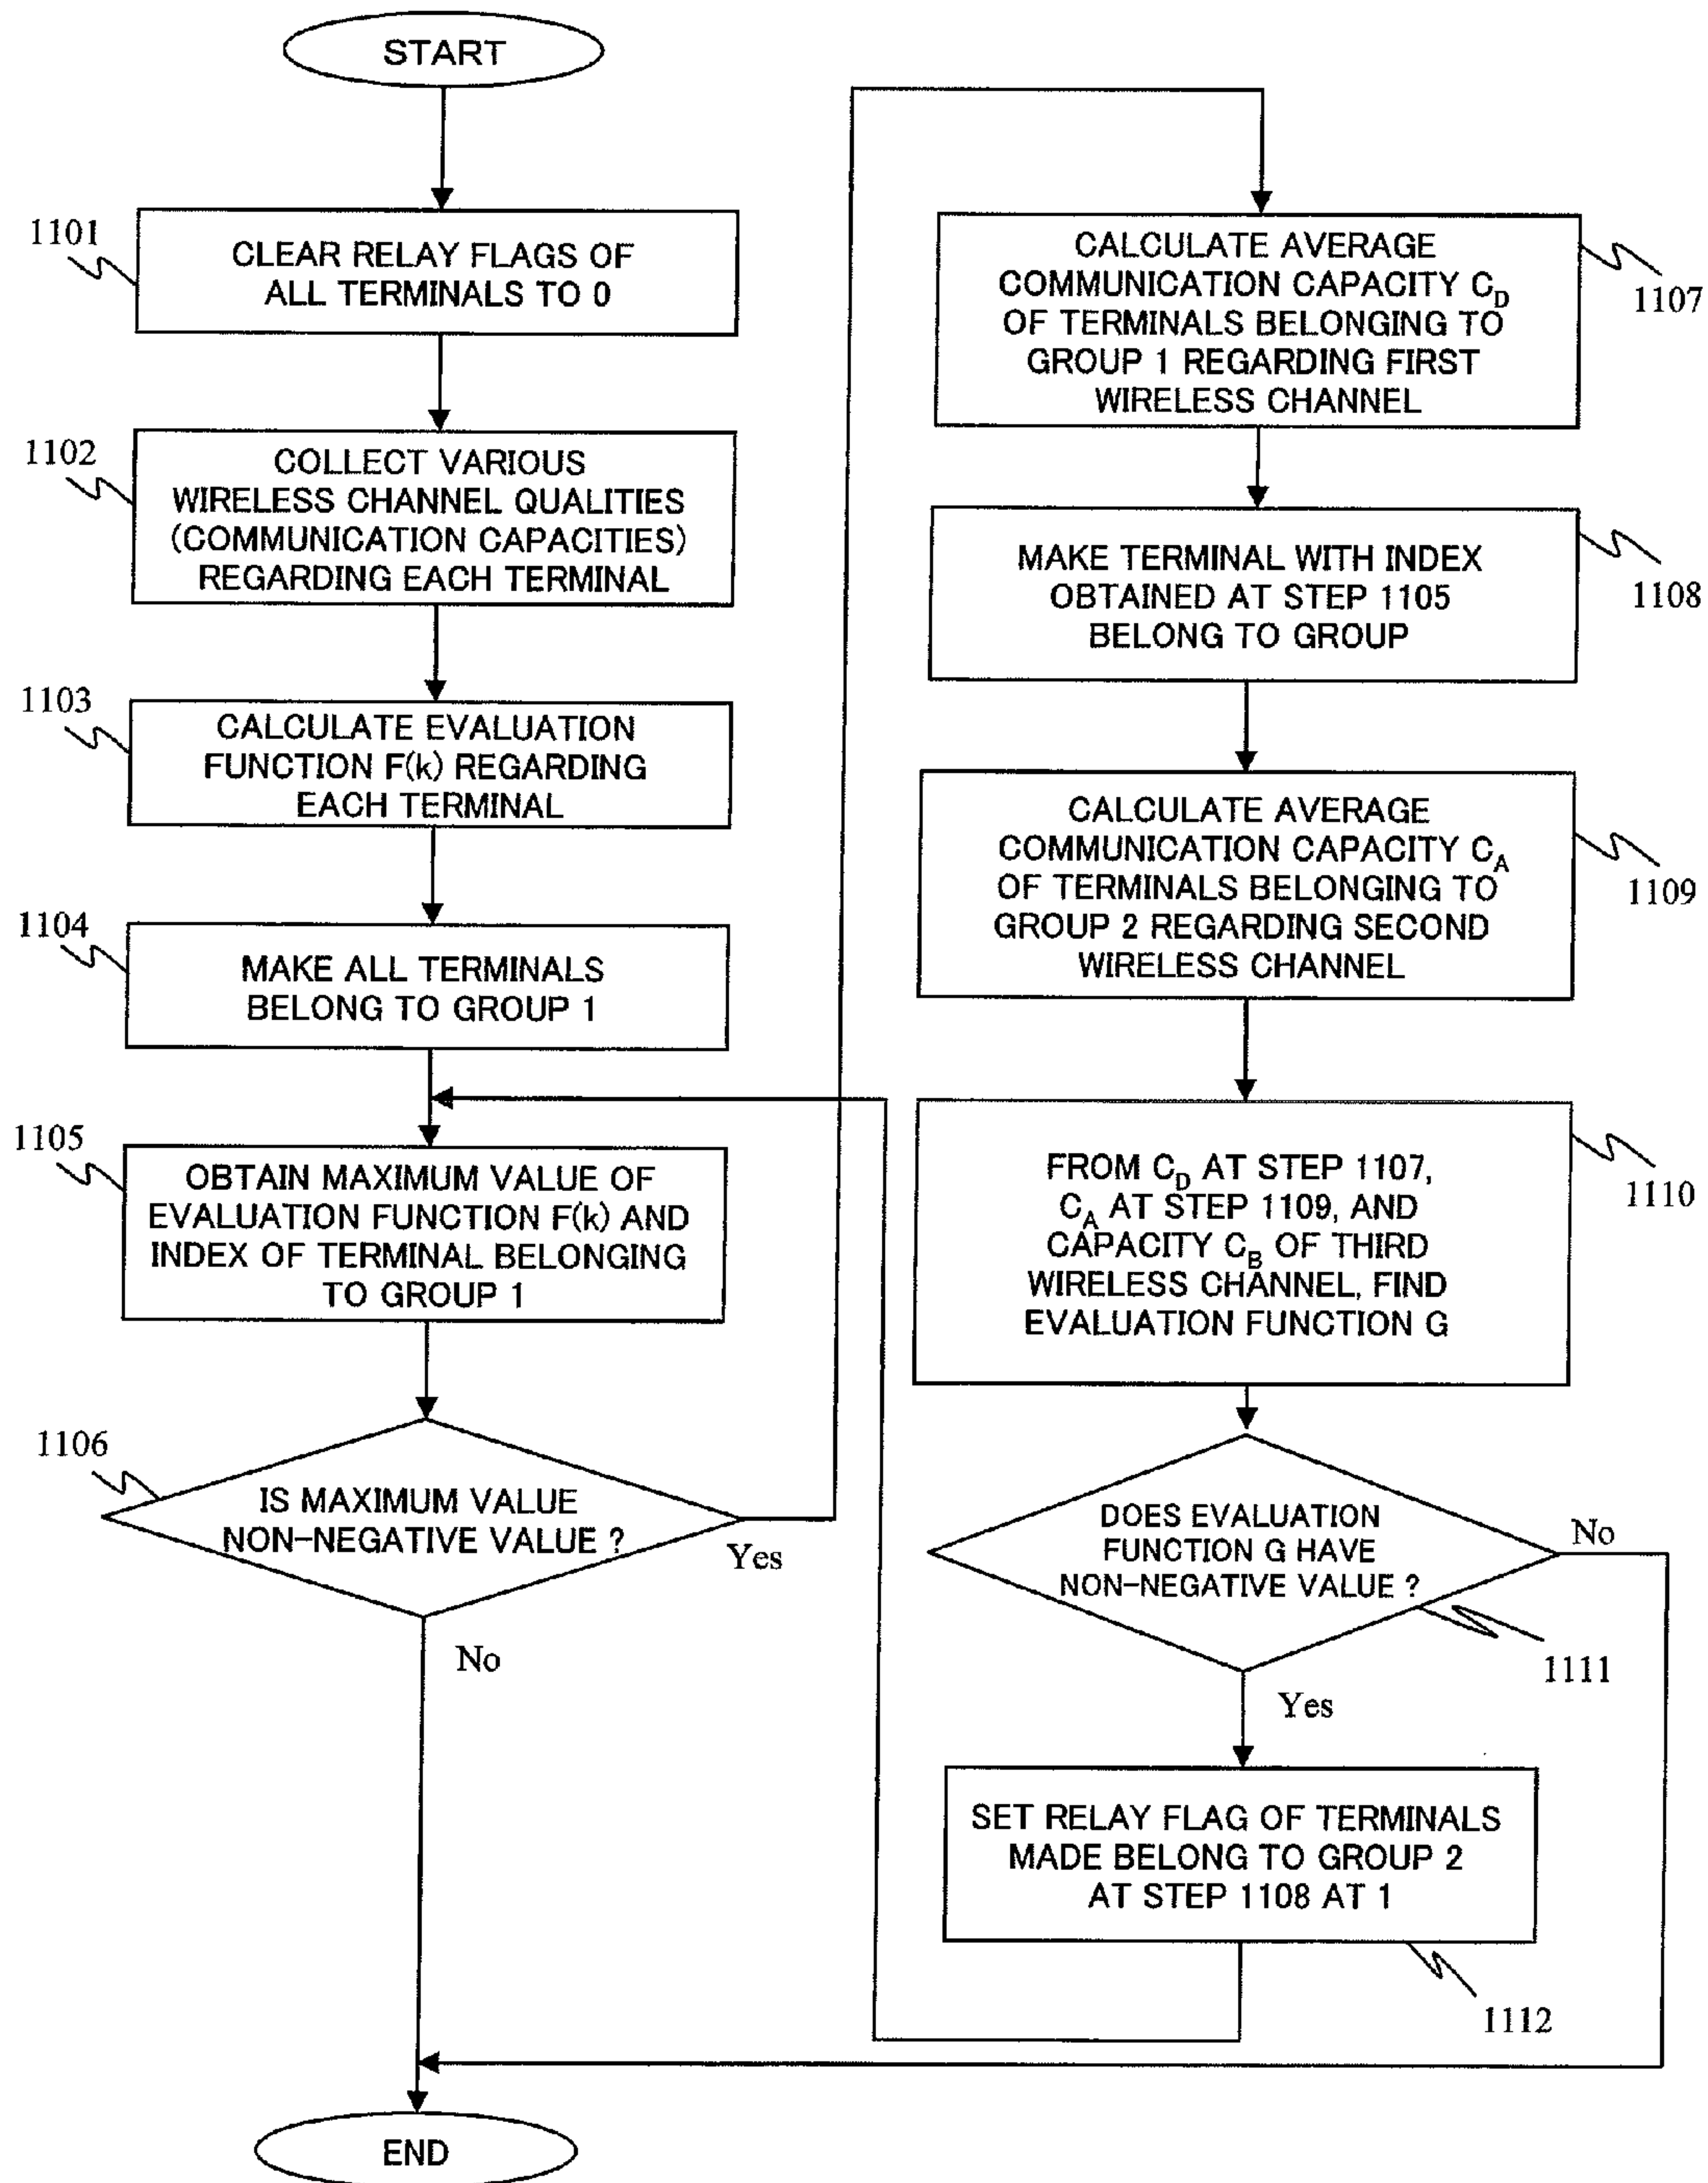 START
1101
CLEAR RELAY FLAGS OF
ALL TERMINALS TO 0
1102
COLLECT VARIOUS
WIRELESS CHANNEL QUALITIES
(COMMUNICATION CAPACITIES)
REGARDING EACH TERMINAL
1103
CALCULATE EVALUATION
FUNCTION F(k) REGARDING
EACH TERMINAL
1104
MAKE ALL TERMINALS
BELONG TO GROUP 1
1105
OBTAIN MAXIMUM VALUE OF
EVALUATION FUNCTION F(k) AND
INDEX OF TERMINAL BELONGING
TO GROUP 1
1106
IS MAXIMUM VALUE
NON-NEGATIVE VALUE ?
Yes
No
END
CALCULATE AVERAGE
COMMUNICATION CAPACITY C_D
OF TERMINALS BELONGING TO
GROUP 1 REGARDING FIRST
WIRELESS CHANNEL
1107
MAKE TERMINAL WITH INDEX
OBTAINED AT STEP 1105
BELONG TO GROUP
1108
CALCULATE AVERAGE
COMMUNICATION CAPACITY C_A
OF TERMINALS BELONGING TO
GROUP 2 REGARDING SECOND
WIRELESS CHANNEL
1109
FROM C_D AT STEP 1107,
C_A AT STEP 1109, AND
CAPACITY C_B OF THIRD
WIRELESS CHANNEL, FIND
EVALUATION FUNCTION G
1110
DOES EVALUATION
FUNCTION G HAVE
NON-NEGATIVE VALUE ?
No
1111
Yes
SET RELAY FLAG OF TERMINALS
MADE BELONG TO GROUP 2
AT STEP 1108 AT 1
1112